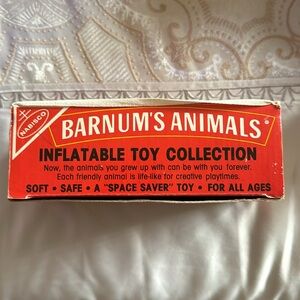 NABISCO
BARNUM'S ANIMALS®
INFLATABLE TOY COLLECTION
Now, the animals you grew up with can be with you forever.
Each friendly animal is life-like for creative playtimes.
SOFT • SAFE • A "SPACE SAVER" TOY • FOR ALL AGES